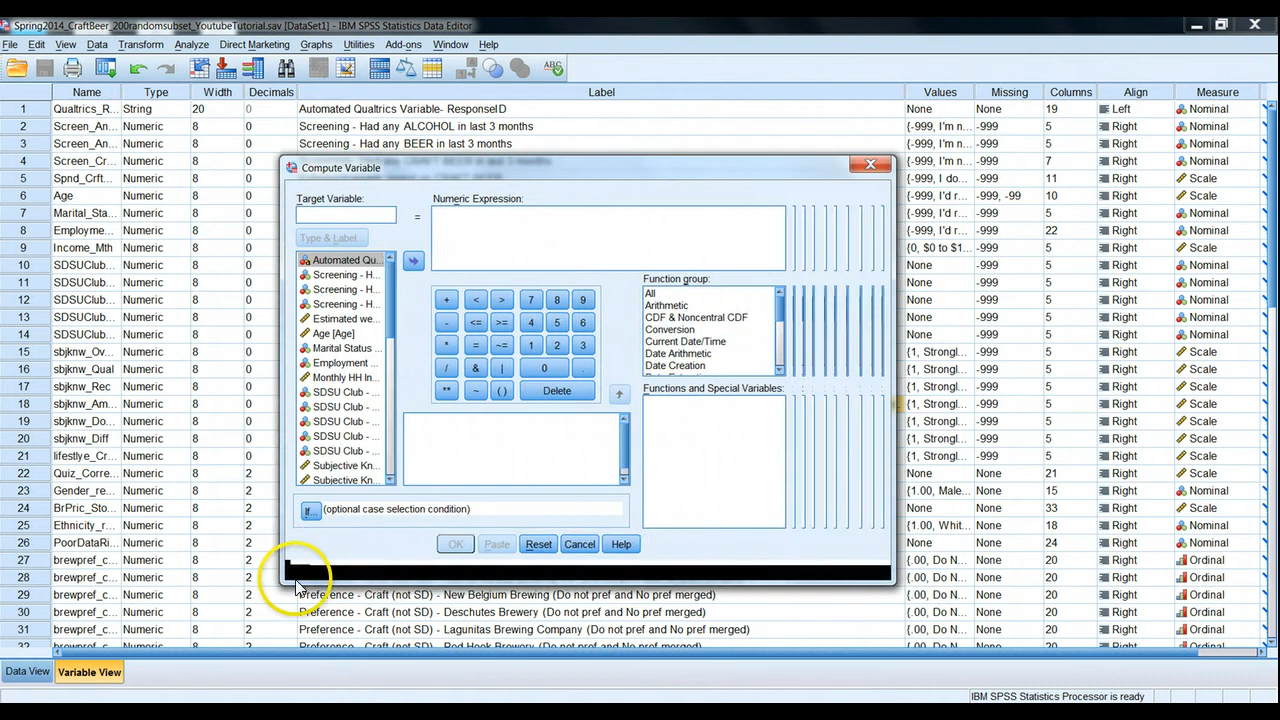 Spring2014_CraftBeer_200randomsubset_YoutubeTutorial.sav [DataSet1] - IBM SPSS Statistics Data Editor
File Edit View Data Transform Analyze Direct Marketing Graphs Utilities Add-ons Window Help
Name Type Width Decimals Label Values Missing Columns Align Measure
1 Qualtrics_R... String 20 0 Automated Qualtrics Variable- ResponseID None None 19 Left Nominal
2 Screen_An... Numeric 8 0 Screening - Had any ALCOHOL in last 3 months {-999, I'm n... -999 5 Right Nominal
3 Screen_An... Numeric 8 0 Screening - Had any BEER in last 3 months {-999, I'm n... -999 5 Right Nominal
4 Screen_Cr... Numeric 8 0 {-999, I'm n... -999 7 Right Nominal
5 Spnd_Crft... Numeric 8 0 {-999, I do... -999 11 Right Scale
6 Age Numeric 8 0 {-999, I'd r... -999, -99 10 Right Scale
7 Marital_Sta... Numeric 8 0 {-999, I'd r... -999 5 Right Nominal
8 Employme... Numeric 8 0 {-999, I'd r... -999 22 Right Nominal
9 Income_Mth Numeric 8 0 {0, $0 to $1... -999 5 Right Scale
10 SDSUClub... Numeric 8 0 None -999 5 Right Nominal
11 SDSUClub... Numeric 8 0 None -999 5 Right Nominal
12 SDSUClub... Numeric 8 0 None -999 5 Right Nominal
13 SDSUClub... Numeric 8 0 None -999 5 Right Nominal
14 SDSUClub... Numeric 8 0 None -999 5 Right Nominal
15 sbjknw_Ov... Numeric 8 0 {1, Strongl... -999 5 Right Scale
16 sbjknw_Qual Numeric 8 0 {1, Strongl... -999 5 Right Scale
17 sbjknw_Rec Numeric 8 0 {1, Strongl... -999 5 Right Scale
18 sbjknw_Am... Numeric 8 0 {1, Strongl... -999 5 Right Scale
19 sbjknw_Do... Numeric 8 0 {1, Strongl... -999 5 Right Scale
20 sbjknw_Diff Numeric 8 0 {1, Strongl... -999 5 Right Scale
21 lifestlye_Cr... Numeric 8 0 {1, Strongl... -999 5 Right Scale
22 Quiz_Corre... Numeric 8 2 None None 21 Right Scale
23 Gender_re... Numeric 8 2 {1.00, Male... None 15 Right Nominal
24 BrPric_Sto... Numeric 8 2 None None 33 Right Scale
25 Ethnicity_r... Numeric 8 2 {1.00, Whit... None 18 Right Nominal
26 PoorDataRi... Numeric 8 2 None None 24 Right Nominal
27 brewpref_c... Numeric 8 2 {.00, Do N... None 20 Right Ordinal
28 brewpref_c... Numeric 8 2 {.00, Do N... None 20 Right Ordinal
29 brewpref_c... Numeric 8 2 Preference - Craft (not SD) - New Belgium Brewing (Do not pref and No pref merged) {.00, Do N... None 20 Right Ordinal
30 brewpref_c... Numeric 8 2 Preference - Craft (not SD) - Deschutes Brewery (Do not pref and No pref merged) {.00, Do N... None 20 Right Ordinal
31 brewpref_c... Numeric 8 2 Preference - Craft (not SD) - Lagunitas Brewing Company (Do not pref and No pref merged) {.00, Do N... None 20 Right Ordinal
32 brewpref_c... Numeric 8 2 Preference - Craft (not SD) - Red Hook Brewery (Do not pref and No pref merged) {.00, Do N... None 20 Right Ordinal
Compute Variable
Target Variable:
Numeric Expression:
=
Type & Label...
Automated Qu...
Screening - H...
Screening - H...
Screening - H...
Estimated we...
Age [Age]
Marital Status ...
Employment ...
Monthly HH In...
SDSU Club - ...
SDSU Club - ...
SDSU Club - ...
SDSU Club - ...
SDSU Club - ...
Subjective Kn...
Subjective Kn...
+ < > 7 8 9
- <= >= 4 5 6
* = ~= 1 2 3
/ & | 0 .
** ~ ( ) Delete
Function group:
All
Arithmetic
CDF & Noncentral CDF
Conversion
Current Date/Time
Date Arithmetic
Date Creation
Functions and Special Variables:
If... (optional case selection condition)
OK Paste Reset Cancel Help
Data View Variable View
IBM SPSS Statistics Processor is ready